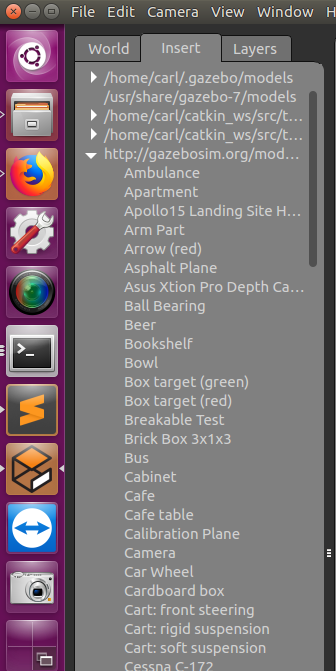 File Edit Camera View Window H
World Insert Layers
/home/carl/.gazebo/models
/usr/share/gazebo-7/models
/home/carl/catkin_ws/src/t...
/home/carl/catkin_ws/src/t...
http://gazebosim.org/mod...
Ambulance
Apartment
Apollo15 Landing Site H...
Arm Part
Arrow (red)
Asphalt Plane
Asus Xtion Pro Depth Ca...
Ball Bearing
Beer
Bookshelf
Bowl
Box target (green)
Box target (red)
Breakable Test
Brick Box 3x1x3
Bus
Cabinet
Cafe
Cafe table
Calibration Plane
Camera
Car Wheel
Cardboard box
Cart: front steering
Cart: rigid suspension
Cart: soft suspension
Cessna C-172